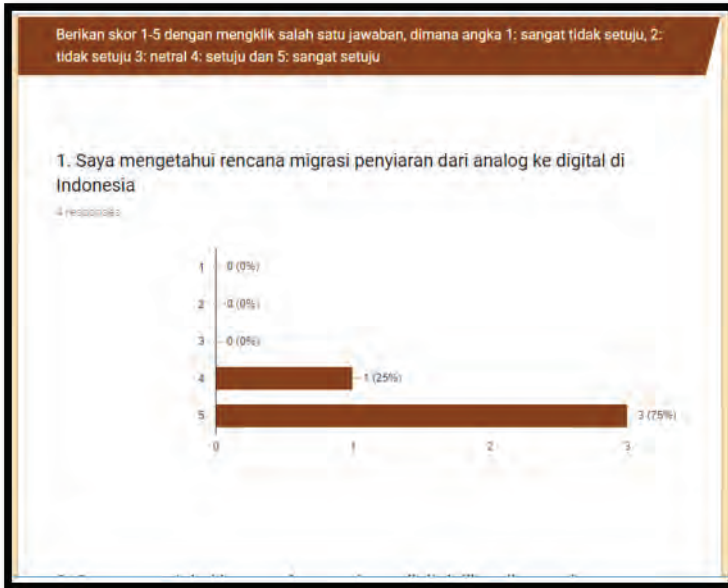 Berikan skor 1-5 dengan mengklik salah satu jawaban, dimana angka 1: sangat tidak setuju, 2:
tidak setuju 3: netral 4: setuju dan 5: sangat setuju
1. Saya mengetahui rencana migrasi penyiaran dari analog ke digital di
Indonesia
4 responses
1 0 (0%)
2 0 (0%)
3 0 (0%)
4 1 (25%)
5 3 (75%)
0 1 2 3